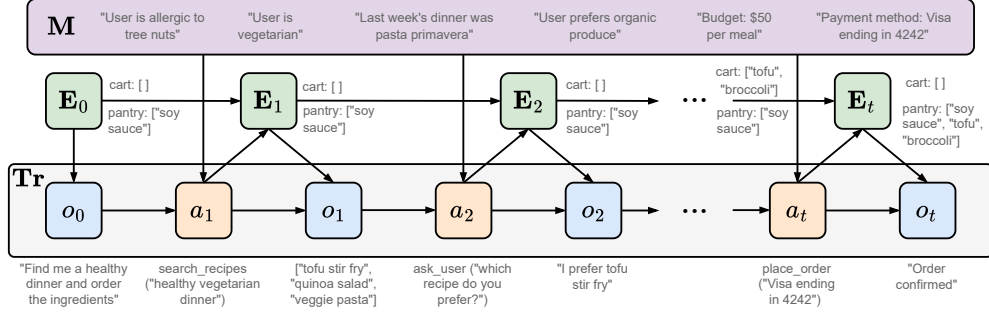 M
"User is allergic to
tree nuts"
"User is
vegetarian"
"Last week's dinner was
pasta primavera"
"User prefers organic
produce"
"Budget: $50
per meal"
"Payment method: Visa
ending in 4242"
E0
cart: [ ]
pantry: ["soy
sauce"]
E1
cart: [ ]
pantry: ["soy
sauce"]
E2
cart: [ ]
pantry: ["soy
sauce"]
...
cart: ["tofu",
"broccoli"]
pantry: ["soy
sauce"]
Et
cart: [ ]
pantry: ["soy
sauce", "tofu",
"broccoli"]
Tr
o0
a1
o1
a2
o2
...
at
ot
"Find me a healthy
dinner and order
the ingredients"
search_recipes
("healthy vegetarian
dinner")
["tofu stir fry",
"quinoa salad",
"veggie pasta"]
ask_user ("which
recipe do you
prefer?")
"I prefer tofu
stir fry"
place_order
("Visa ending
in 4242")
"Order
confirmed"